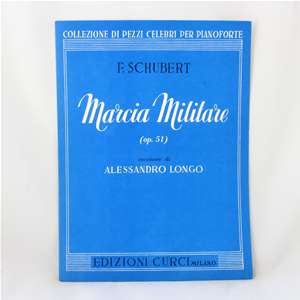 COLLEZIONE DI PEZZI CELEBRI PER PIANOFORTE
F. SCHUBERT
Marcia Militare
(op. 51)
revisione di
ALESSANDRO LONGO
EDIZIONI CURCI MILANO